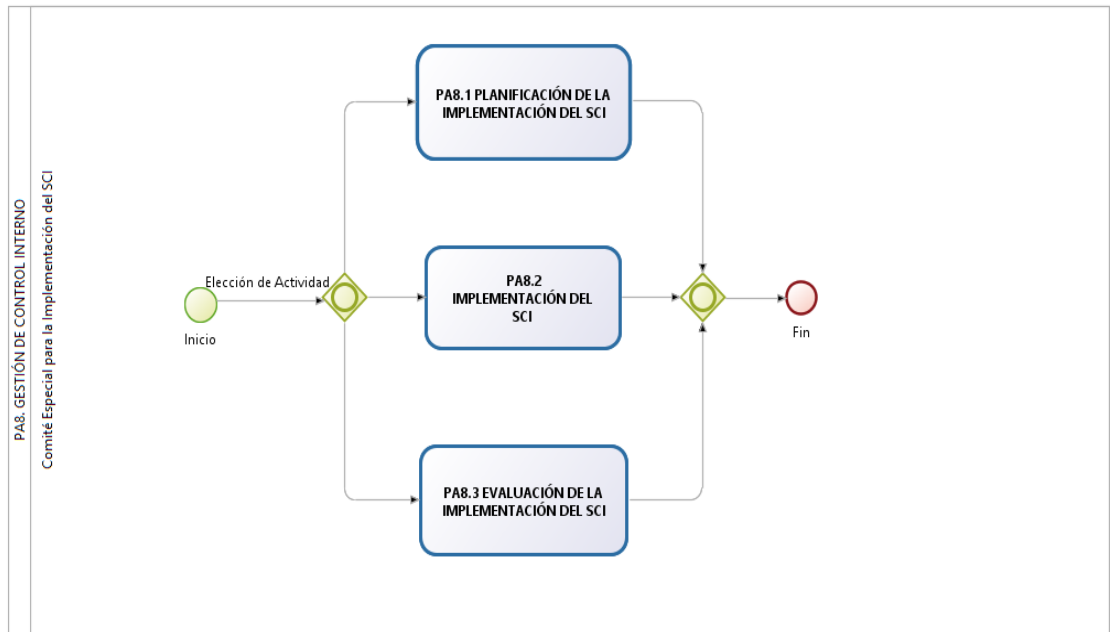 PA8. GESTIÓN DE CONTROL INTERNO
Comité Especial para la Implementación del SCI
Inicio
Elección de Actividad
PA8.1 PLANIFICACIÓN DE LA
IMPLEMENTACIÓN DEL SCI
PA8.2
IMPLEMENTACIÓN DEL
SCI
PA8.3 EVALUACIÓN DE LA
IMPLEMENTACIÓN DEL SCI
Fin